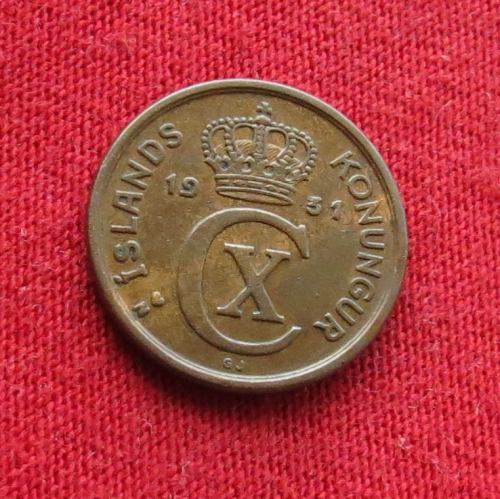 ÍSLANDS KONUNGUR
19 31
CX
N GJ